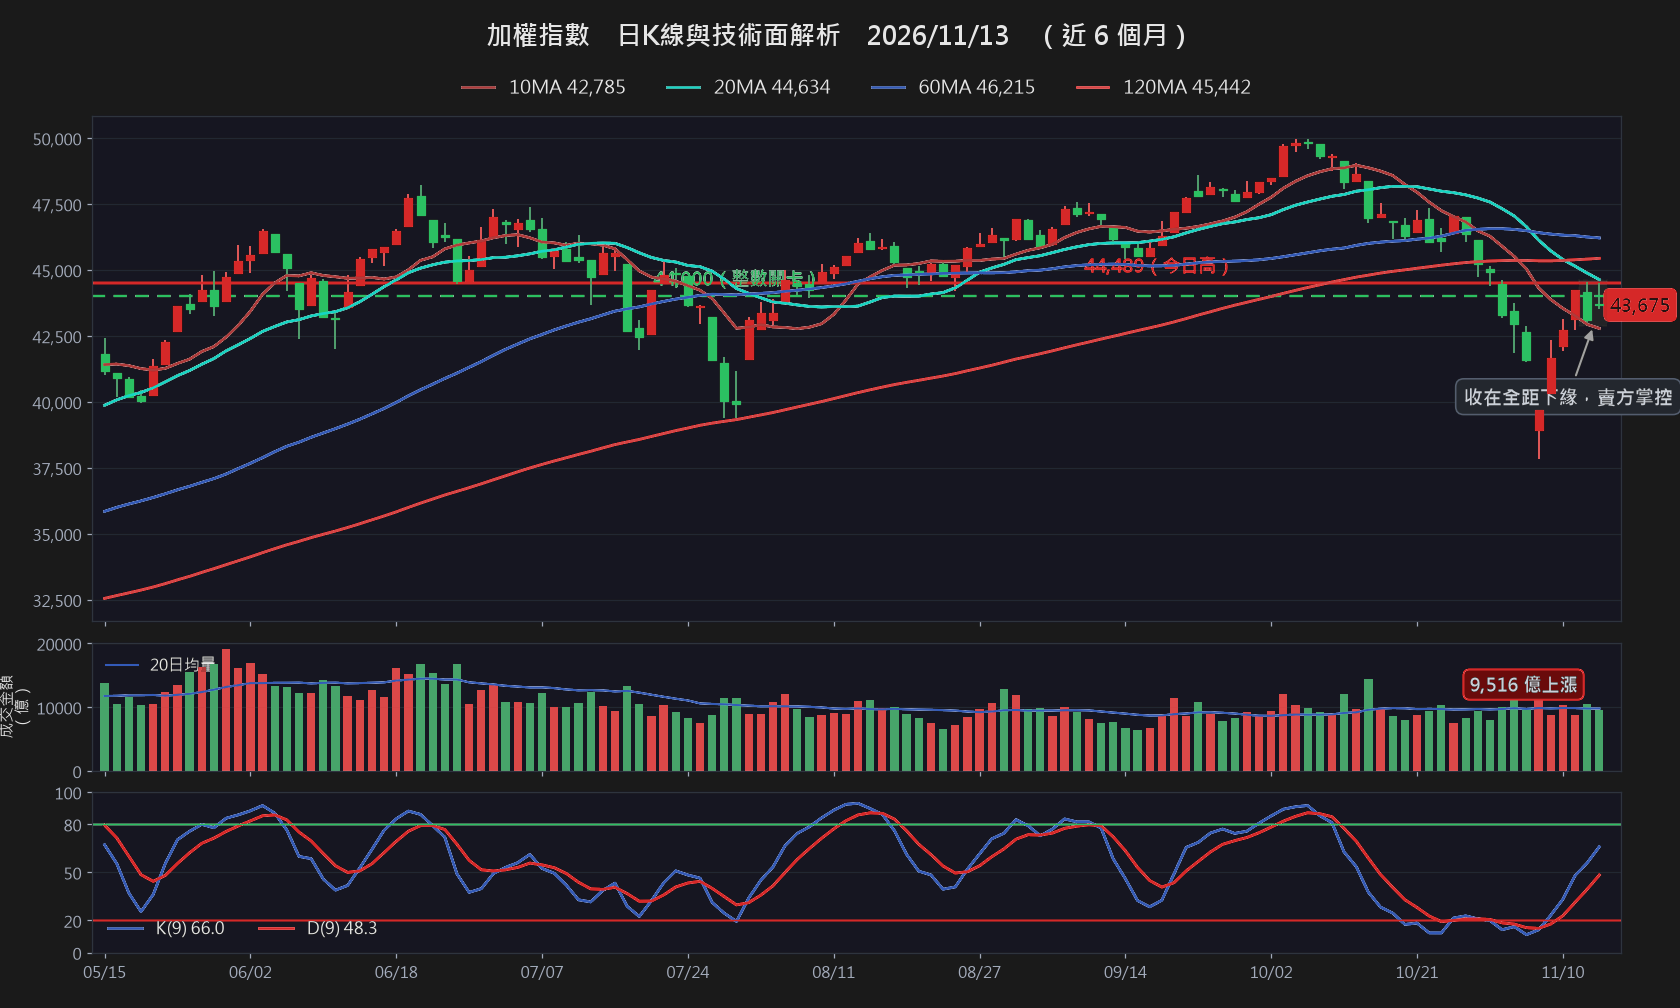 加權指數　日K線與技術面解析　2026/11/13　（近 6 個月）
10MA 42,785　20MA 44,634　60MA 46,215　120MA 45,442
50,000
47,500
45,000
42,500
40,000
37,500
35,000
32,500
44,000（整數關卡）
44,489（今日高）
43,675
收在全距下緣，賣方掌控
成交金額
（億）
20000
10000
0
20日均
9,516 億上漲
100
80
50
20
0
K(9) 66.0　D(9) 48.3
05/15　06/02　06/18　07/07　07/24　08/11　08/27　09/14　10/02　10/21　11/10